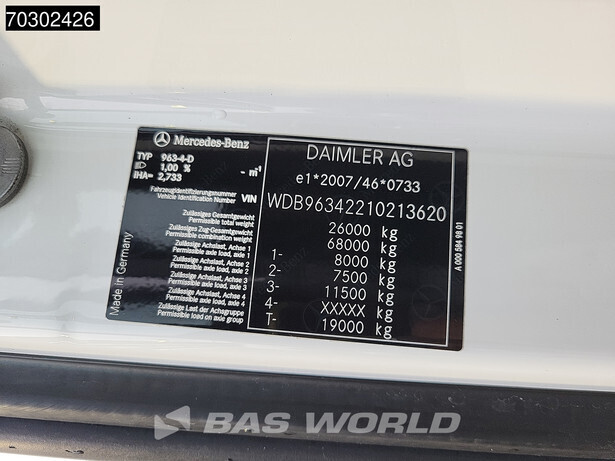 70302426
Mercedes-Benz
TYP 963-4-D
1,00 % - m⁻¹
iHA= 2,733
Fahrzeugidentifizierungsnummer
Vehicle Identification Number VIN
Zulässiges Gesamtgewicht
Permissible total weight
Zulässiges Zug-Gesamtgewicht
Permissible combination weight
Zulässige Achslast, Achse 1
Permissible axle load, axle 1
Zulässige Achslast, Achse 2
Permissible axle load, axle 2
Zulässige Achslast, Achse 3
Permissible axle load, axle 3
Zulässige Achslast, Achse 4
Permissible axle load, axle 4
Zulässige Last der Achsgruppe
Permissible load on axle group
Made in Germany
DAIMLER AG
e1*2007/46*0733
WDB96342210213620
26000 kg
68000 kg
1- 8000 kg
2- 7500 kg
3- 11500 kg
4- XXXXX kg
T- 19000 kg
A 000 584 98 01
BAS WORLD